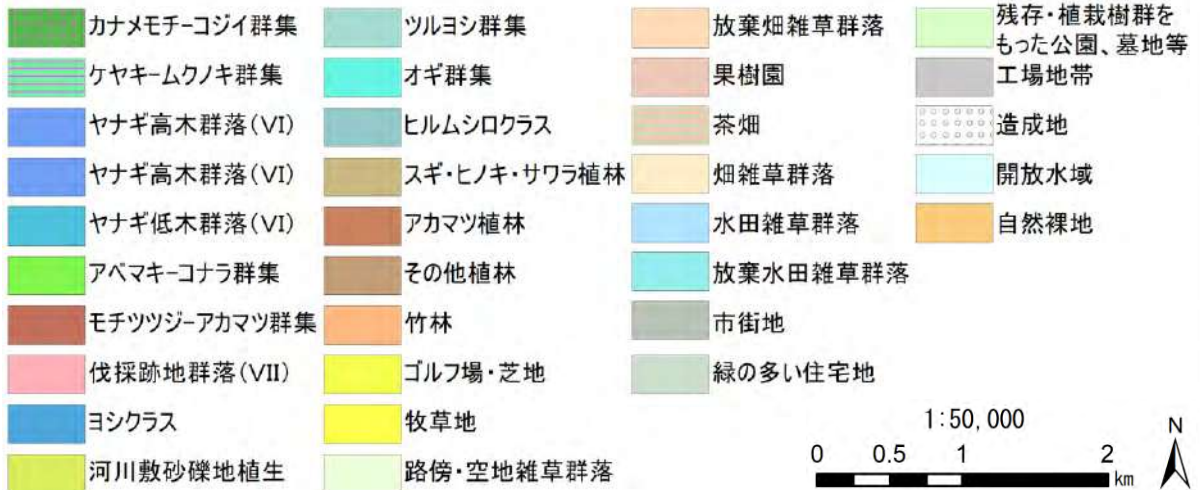 カナメモチーコジイ群集
ケヤキームクノキ群集
ヤナギ高木群落(VI)
ヤナギ高木群落(VI)
ヤナギ低木群落(VI)
アベマキーコナラ群集
モチツツジーアカマツ群集
伐採跡地群落(VII)
ヨシクラス
河川敷砂礫地植生
ツルヨシ群集
オギ群集
ヒルムシロクラス
スギ・ヒノキ・サワラ植林
アカマツ植林
その他植林
竹林
ゴルフ場・芝地
牧草地
路傍・空地雑草群落
放棄畑雑草群落
果樹園
茶畑
畑雑草群落
水田雑草群落
放棄水田雑草群落
市街地
緑の多い住宅地
残存・植栽樹群を
もった公園、墓地等
工場地帯
造成地
開放水域
自然裸地
1:50,000
0 0.5 1 2
km
N